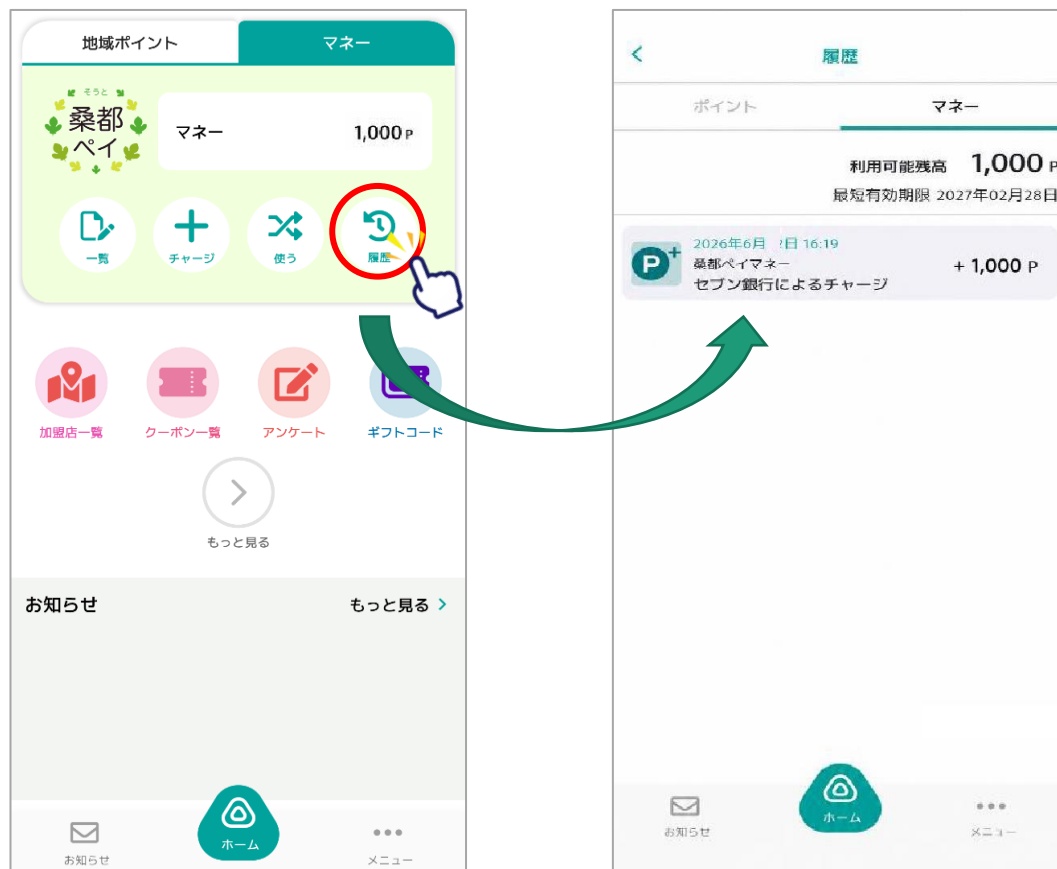 地域ポイント
マネー
そうと
桑都
ペイ
マネー
1,000 P
一覧
チャージ
使う
履歴
加盟店一覧
クーポン一覧
アンケート
ギフトコード
もっと見る
お知らせ
もっと見る
お知らせ
ホーム
メニュー
履歴
ポイント
マネー
利用可能残高 1,000 P
最短有効期限 2027年02月28日
P+
2026年6月 日 16:19
桑都ペイマネー
セブン銀行によるチャージ
+ 1,000 P
お知らせ
ホーム
メニュー